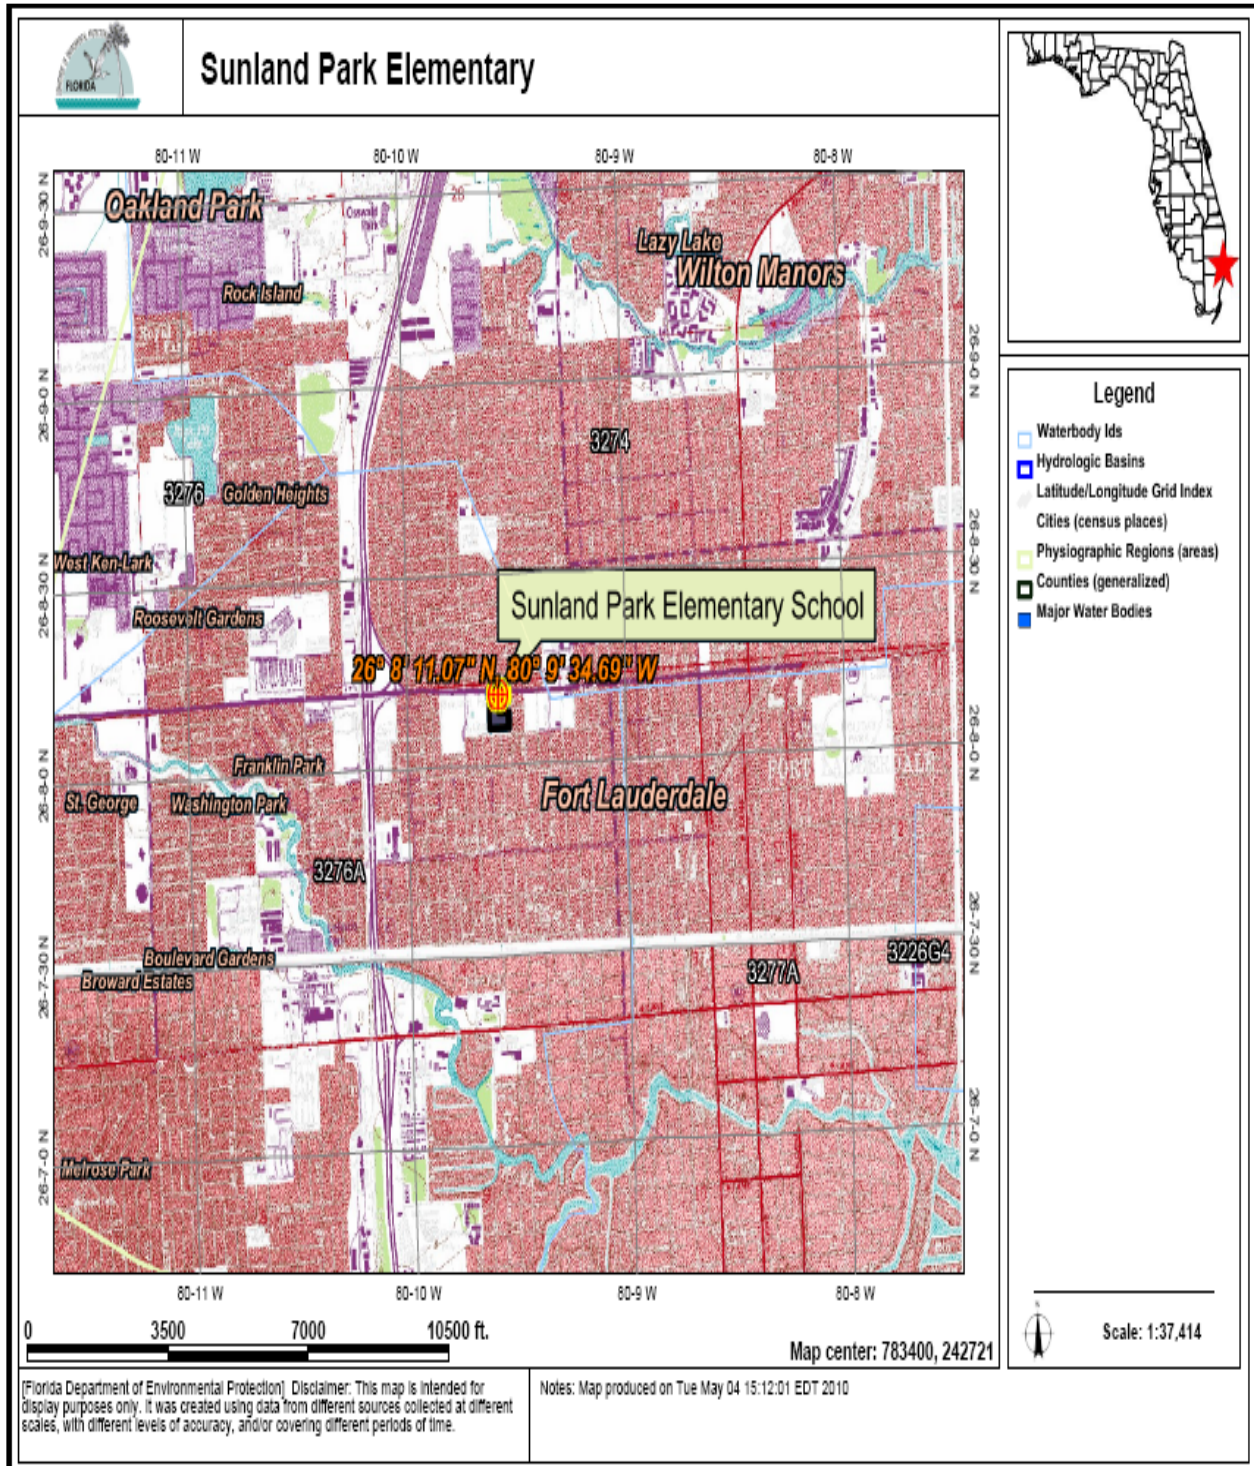 FLORIDA
Sunland Park Elementary
80-11 W
80-10 W
80-9 W
80-8 W
26-9-30 N
26-9-0 N
26-8-30 N
26-8-0 N
26-7-30 N
26-7-0 N
Oakland Park
Osswald
Park
26
Lazy Lake
Wilton Manors
Rock Island
3274
3276
Golden Heights
West Ken-Lark
Roosevelt Gardens
Sunland Park Elementary School
26° 8' 11.07" N, 80° 9' 34.69" W
Franklin Park
FORT LAUDERDALE
St. George
Washington Park
Fort Lauderdale
3276A
Boulevard Gardens
Broward Estates
Park
3277A
3226G4
Melrose Park
26-9-0 N
26-8-30 N
26-8-0 N
26-7-30 N
26-7-0 N
80-11 W
80-10 W
80-9 W
80-8 W
0
3500
7000
10500 ft.
Map center: 783400, 242721
Legend
Waterbody Ids
Hydrologic Basins
Latitude/Longitude Grid Index
Cities (census places)
Physiographic Regions (areas)
Counties (generalized)
Major Water Bodies
N
Scale: 1:37,414
[Florida Department of Environmental Protection] Disclaimer: This map is intended for
display purposes only. It was created using data from different sources collected at different
scales, with different levels of accuracy, and/or covering different periods of time.
Notes: Map produced on Tue May 04 15:12:01 EDT 2010